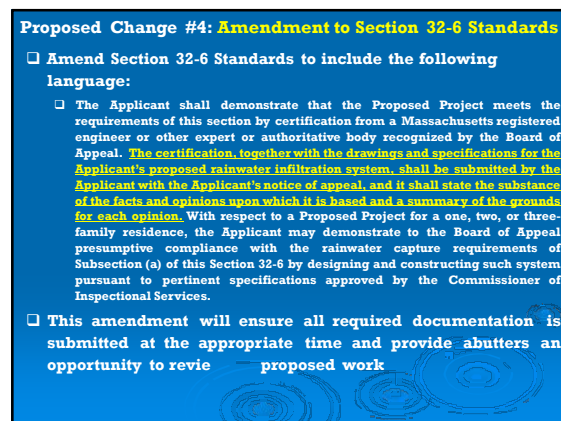 Proposed Change #4: Amendment to Section 32-6 Standards
❑ Amend Section 32-6 Standards to include the following
language:
❑ The Applicant shall demonstrate that the Proposed Project meets the
requirements of this section by certification from a Massachusetts registered
engineer or other expert or authoritative body recognized by the Board of
Appeal. The certification, together with the drawings and specifications for the
Applicant's proposed rainwater infiltration system, shall be submitted by the
Applicant with the Applicant's notice of appeal, and it shall state the substance
of the facts and opinions upon which it is based and a summary of the grounds
for each opinion. With respect to a Proposed Project for a one, two, or three-
family residence, the Applicant may demonstrate to the Board of Appeal
presumptive compliance with the rainwater capture requirements of
Subsection (a) of this Section 32-6 by designing and constructing such system
pursuant to pertinent specifications approved by the Commissioner of
Inspectional Services.
❑ This amendment will ensure all required documentation is
submitted at the appropriate time and provide abutters an
opportunity to revie proposed work